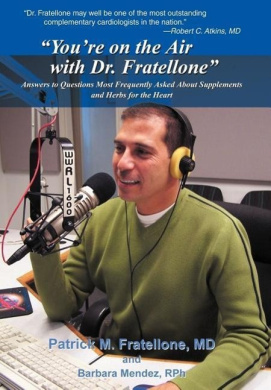 "Dr. Fratellone may well be one of the most outstanding
complementary cardiologists in the nation."
—Robert C. Atkins, MD
"You're on the Air
with Dr. Fratellone"
Answers to Questions Most Frequently Asked About Supplements
and Herbs for the Heart
WWRL1600
Patrick M. Fratellone, MD
and
Barbara Mendez, RPh